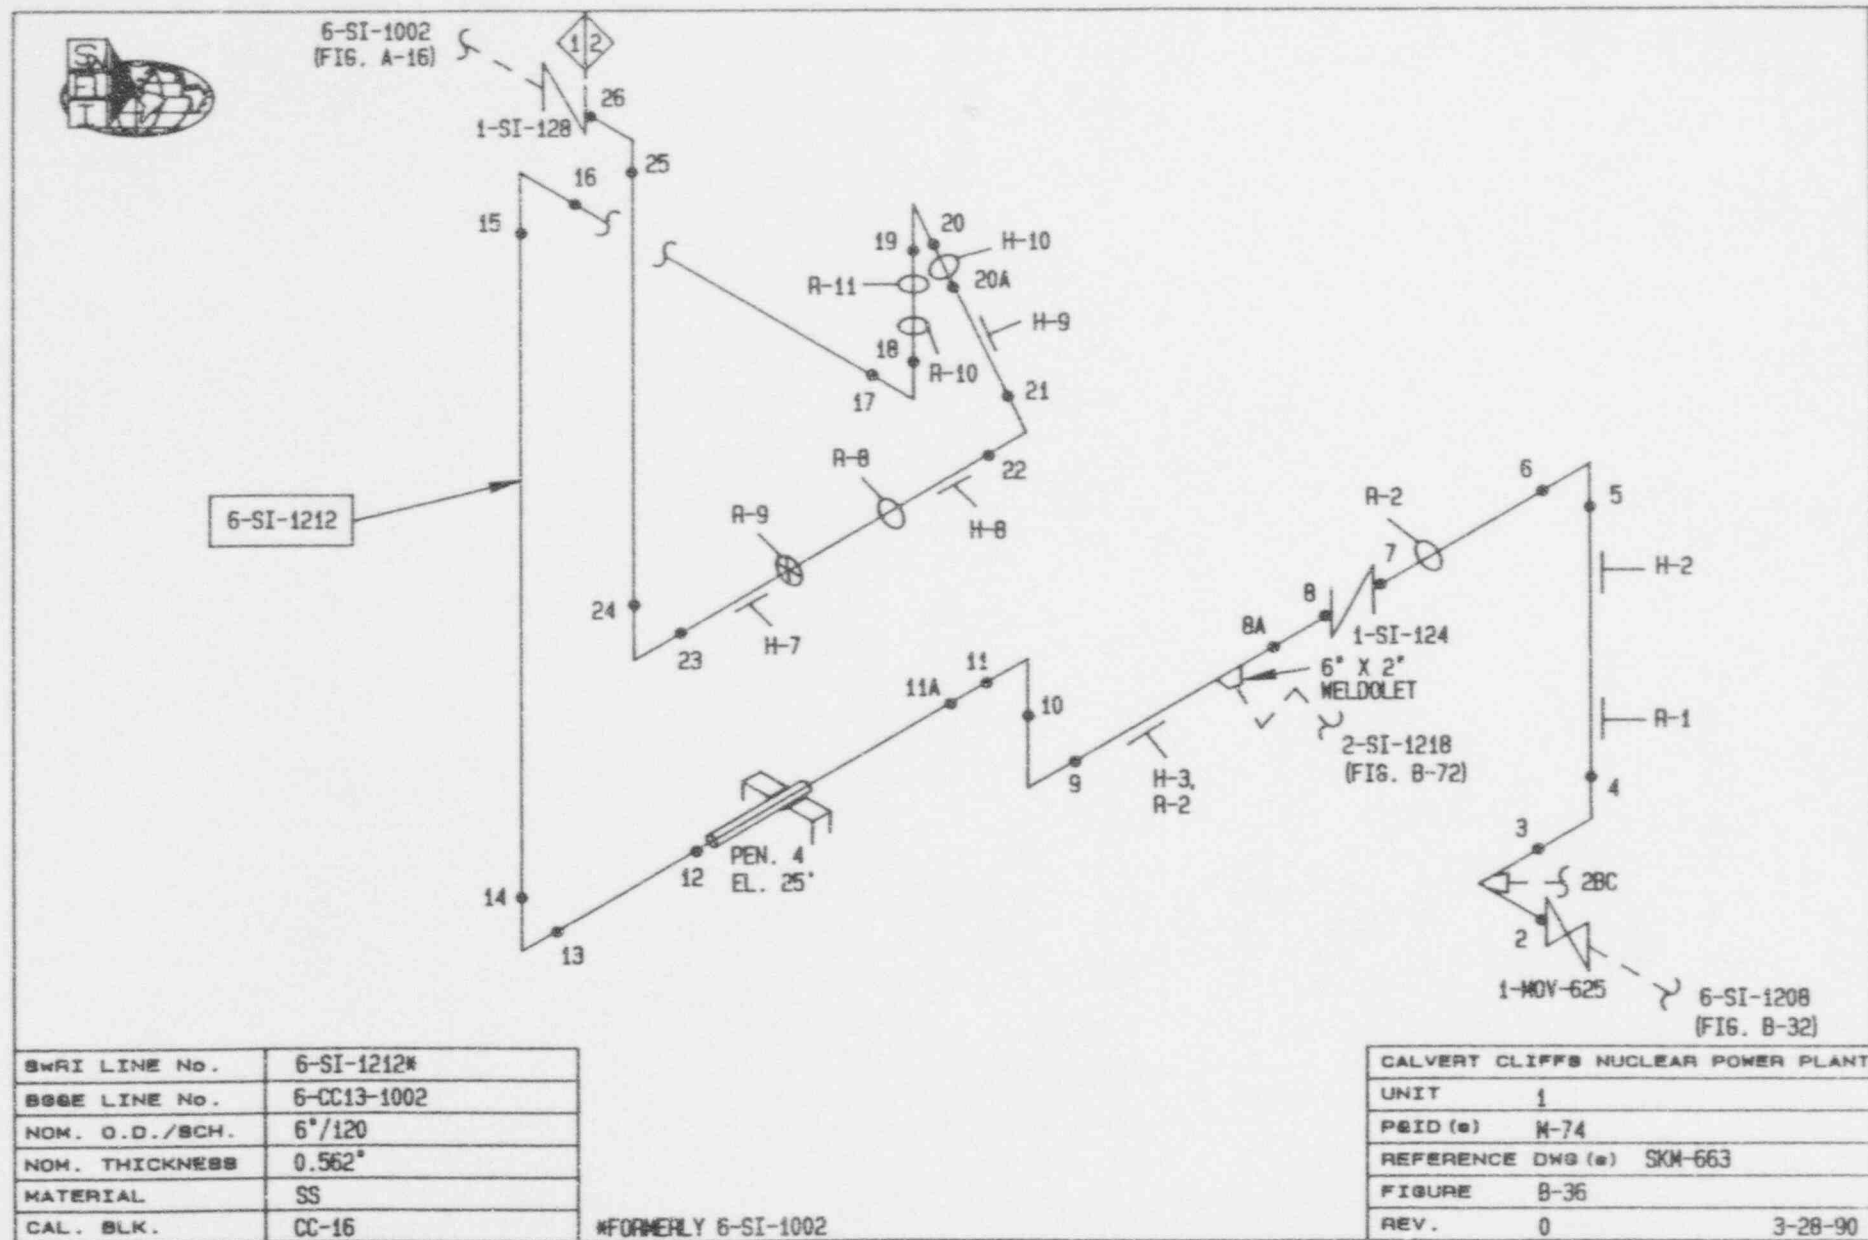 6-SI-1002
(FIG. A-16)
1 2
S
R
I
26
1-SI-128
25
16
15
20
19
H-10
20A
R-11
H-9
18
R-10
17
21
R-8
22
6
R-2
5
6-SI-1212
R-9
H-8
7
H-2
8
24
8A
1-SI-124
H-7
23
6" X 2"
WELDOLET
11
11A
10
R-1
2-SI-1218
(FIG. B-72)
9
H-3,
R-2
4
3
PEN. 4
EL. 25'
12
2BC
14
2
13
1-MOV-625
6-SI-1208
(FIG. B-32)
SwRI LINE No. 6-SI-1212*
BG&E LINE No. 6-CC13-1002
NOM. O.D./SCH. 6"/120
NOM. THICKNESS 0.562"
MATERIAL SS
CAL. BLK. CC-16
*FORMERLY 6-SI-1002
CALVERT CLIFFS NUCLEAR POWER PLANT
UNIT 1
P&ID(s) M-74
REFERENCE DWG(s) SKM-663
FIGURE B-36
REV. 0 3-28-90